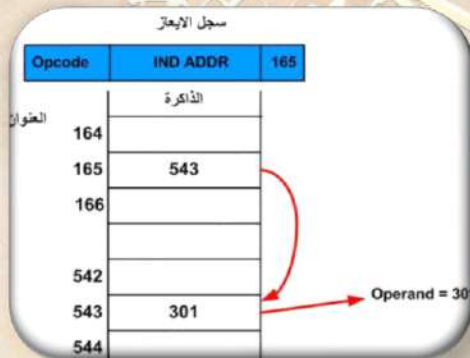 سجل الايعاز
Opcode IND ADDR 165
الذاكرة
العنوان
164
165 543
166
542
543 301
544
Operand = 30